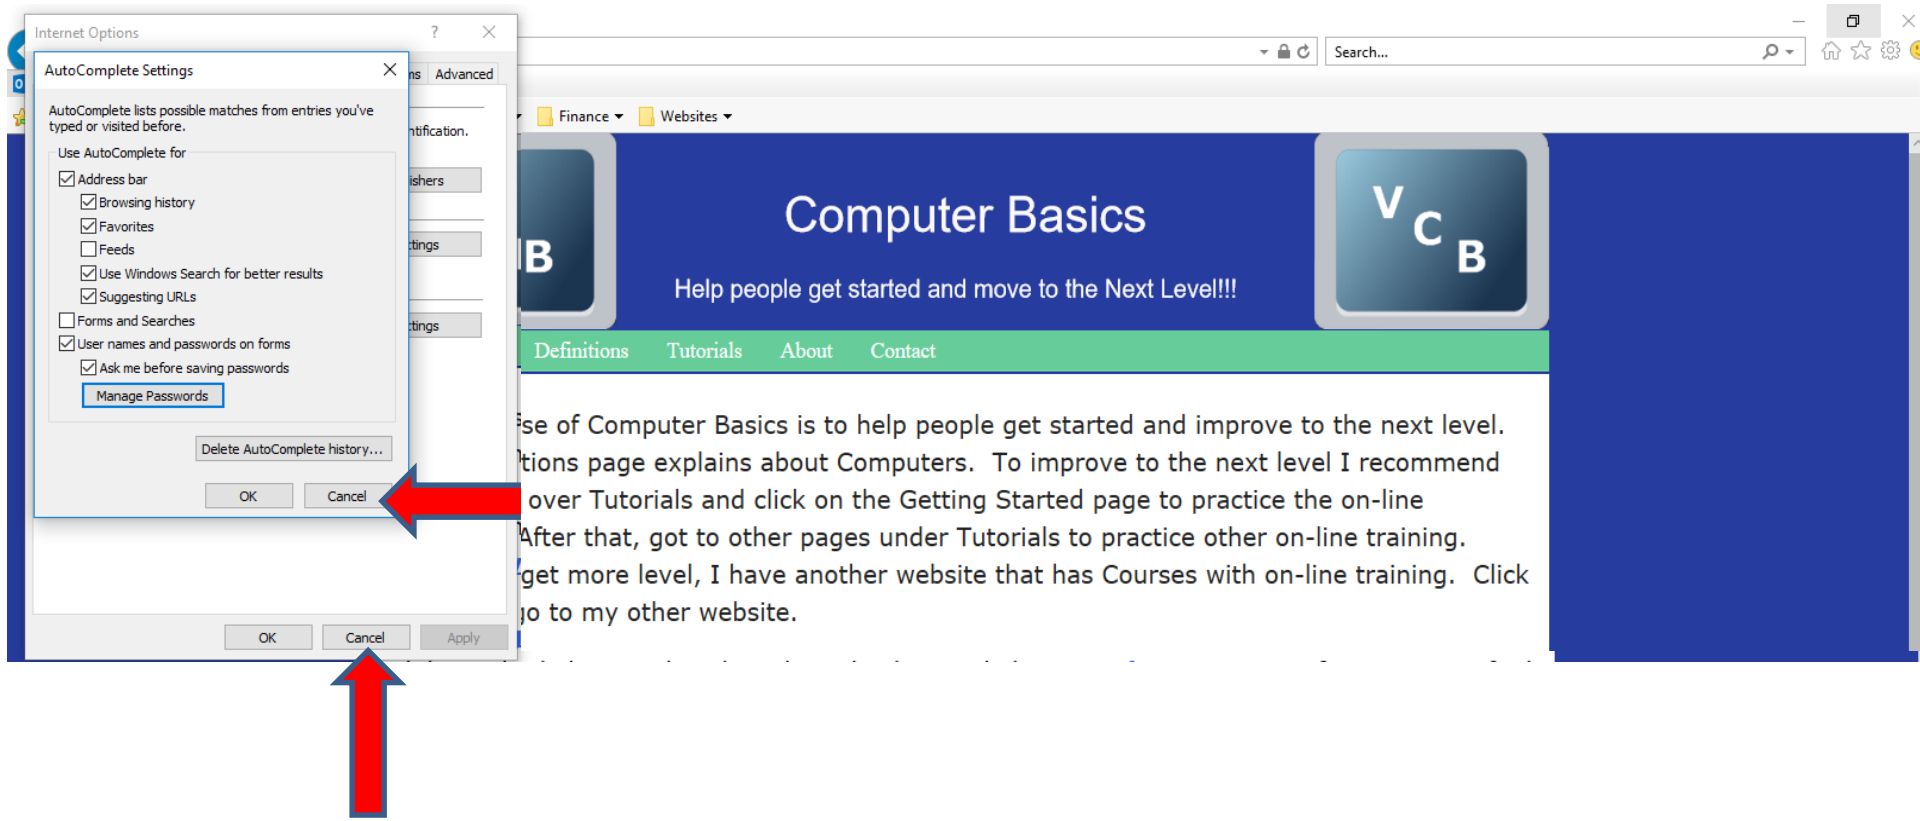 Internet Options
?
AutoComplete Settings
Advanced
Search...
AutoComplete lists possible matches from entries you've
typed or visited before.
Use AutoComplete for
Address bar
Browsing history
Favorites
Feeds
Use Windows Search for better results
Suggesting URLs
Forms and Searches
User names and passwords on forms
Ask me before saving passwords
Manage Passwords
Delete AutoComplete history...
OK
Cancel
ns
ntification.
ishers
ttings
ttings
OK
Cancel
Apply
Finance
Websites
B
Computer Basics
Help people get started and move to the Next Level!!!
V
C
B
Definitions Tutorials About Contact
se of Computer Basics is to help people get started and improve to the next level.
tions page explains about Computers. To improve to the next level I recommend
over Tutorials and click on the Getting Started page to practice the on-line
After that, got to other pages under Tutorials to practice other on-line training.
get more level, I have another website that has Courses with on-line training. Click
go to my other website.